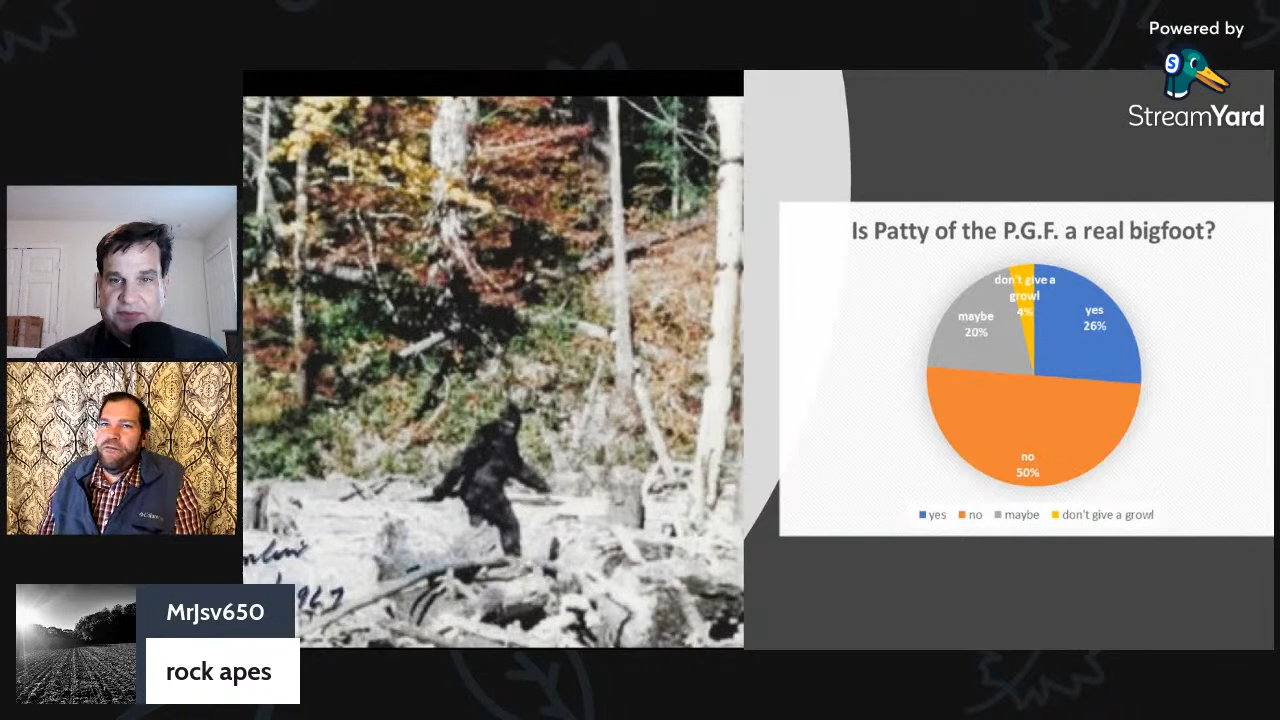 Powered by
StreamYard
Is Patty of the P.G.F. a real bigfoot?
don't give a
growl
4%
yes
26%
maybe
20%
no
50%
yes
no
maybe
don't give a growl
MrJsv650
rock apes